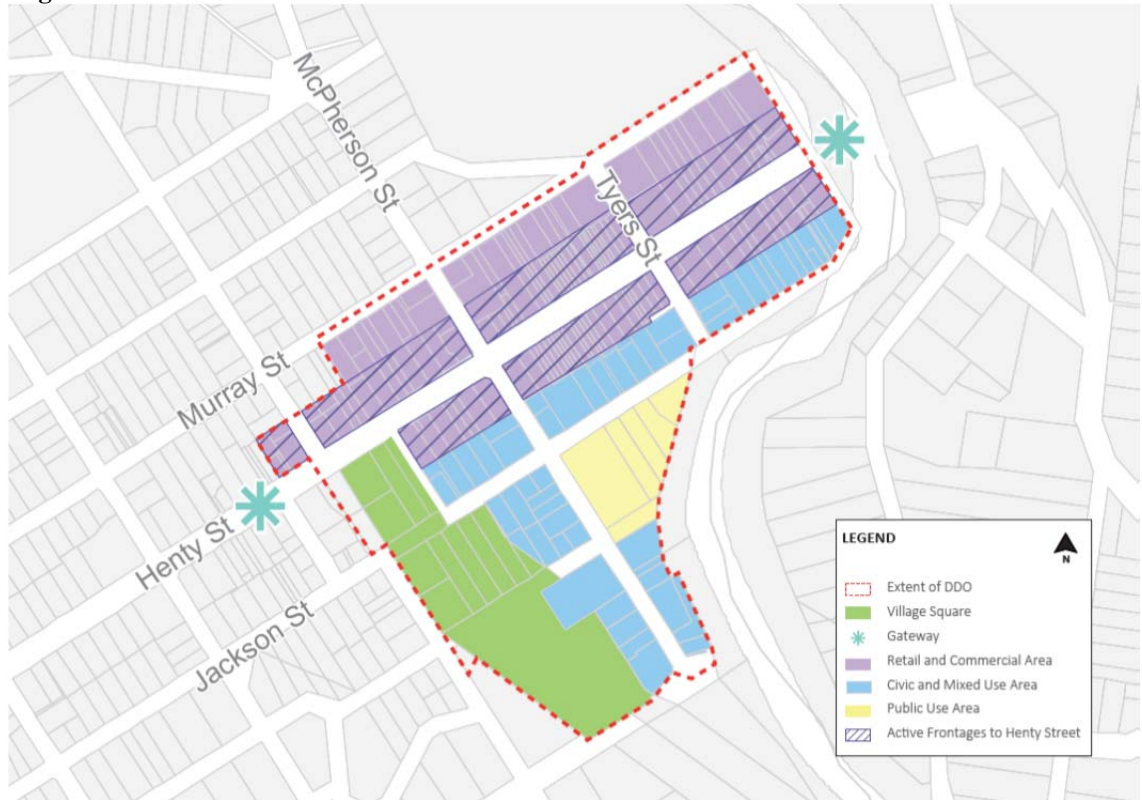 McPherson St
Tyers St
Murray St
Henty St
Jackson St
LEGEND
N
Extent of DDO
Village Square
Gateway
Retail and Commercial Area
Civic and Mixed Use Area
Public Use Area
Active Frontages to Henty Street